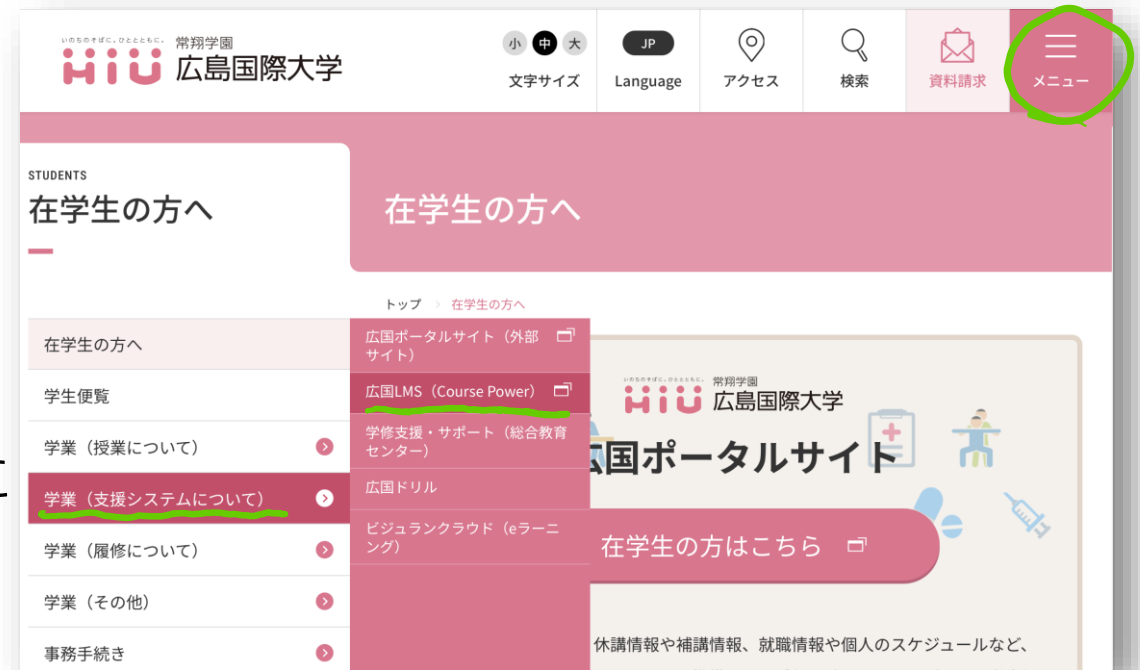 いのちのそばに。ひととともに。
常翔学園
HIU 広島国際大学
小 中 大
文字サイズ
JP
Language
アクセス
検索
資料請求
メニュー
STUDENTS
在学生の方へ
在学生の方へ
トップ > 在学生の方へ
在学生の方へ
学生便覧
学業（授業について）
学業（支援システムについて）
学業（履修について）
学業（その他）
事務手続き
広国ポータルサイト（外部
サイト）
広国LMS（Course Power）
学修支援・サポート（総合教育
センター）
広国ドリル
ビジュランクラウド（eラーニ
ング）
いのちのそばに。ひとともに。
常翔学園
HIU 広島国際大学
広国ポータルサイト
在学生の方はこちら
休講情報や補講情報、就職情報や個人のスケジュールなど、